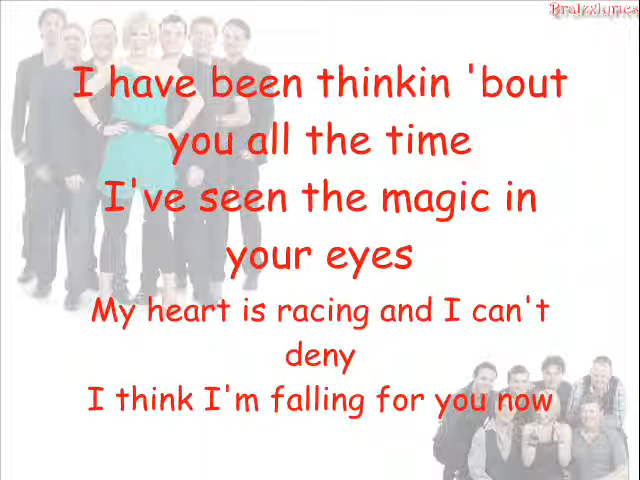 Bralexlyrics
I have been thinkin 'bout
you all the time
I've seen the magic in
your eyes
My heart is racing and I can't
deny
I think I'm falling for you now